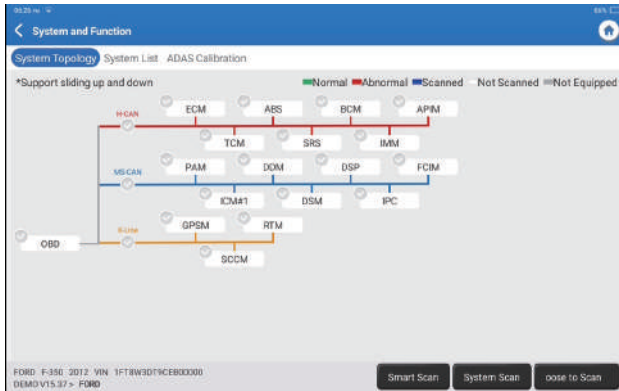 System and Function
System Topology System List ADAS Calibration
*Support sliding up and down Normal Abnormal Scanned Not Scanned Not Equipped
H-CAN ECM ABS BCM APIM
TCM SRS IMM
MS-CAN PAM DDM DSP FCIM
ICM#1 DSM IPC
GPSM RTM
OBD
SCCM
FORD F-350 2012 VIN 1FT8W3DT9CEB00000
DEMO V15.37 > FORD
Smart Scan System Scan oose to Scan